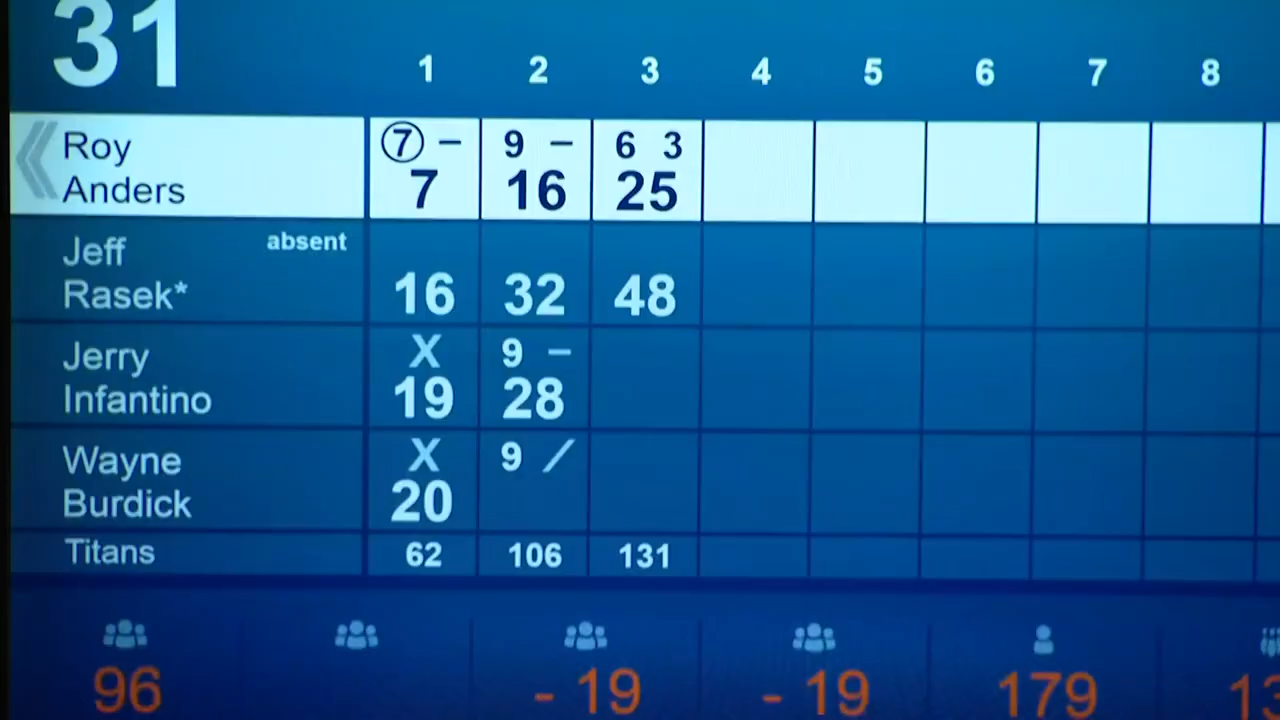 31
1 2 3 4 5 6 7 8
Roy Anders 7 – 9 – 6 3
7 16 25
Jeff Rasek* absent
16 32 48
Jerry Infantino X 9 –
19 28
Wayne Burdick X 9 /
20
Titans 62 106 131
96 - 19 - 19 179